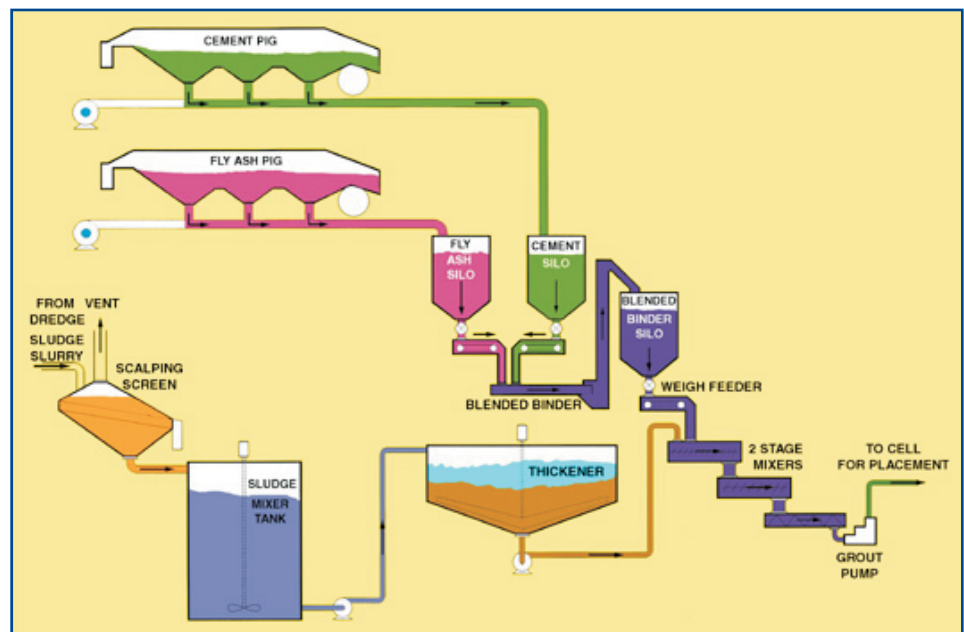 CEMENT PIG
FLY ASH PIG
FLY
ASH
SILO
CEMENT
SILO
BLENDED
BINDER
SILO
FROM VENT
DREDGE
SLUDGE
SLURRY
SCALPING
SCREEN
BLENDED BINDER
WEIGH FEEDER
2 STAGE
MIXERS
TO CELL
FOR PLACEMENT
THICKENER
SLUDGE
MIXER
TANK
GROUT
PUMP